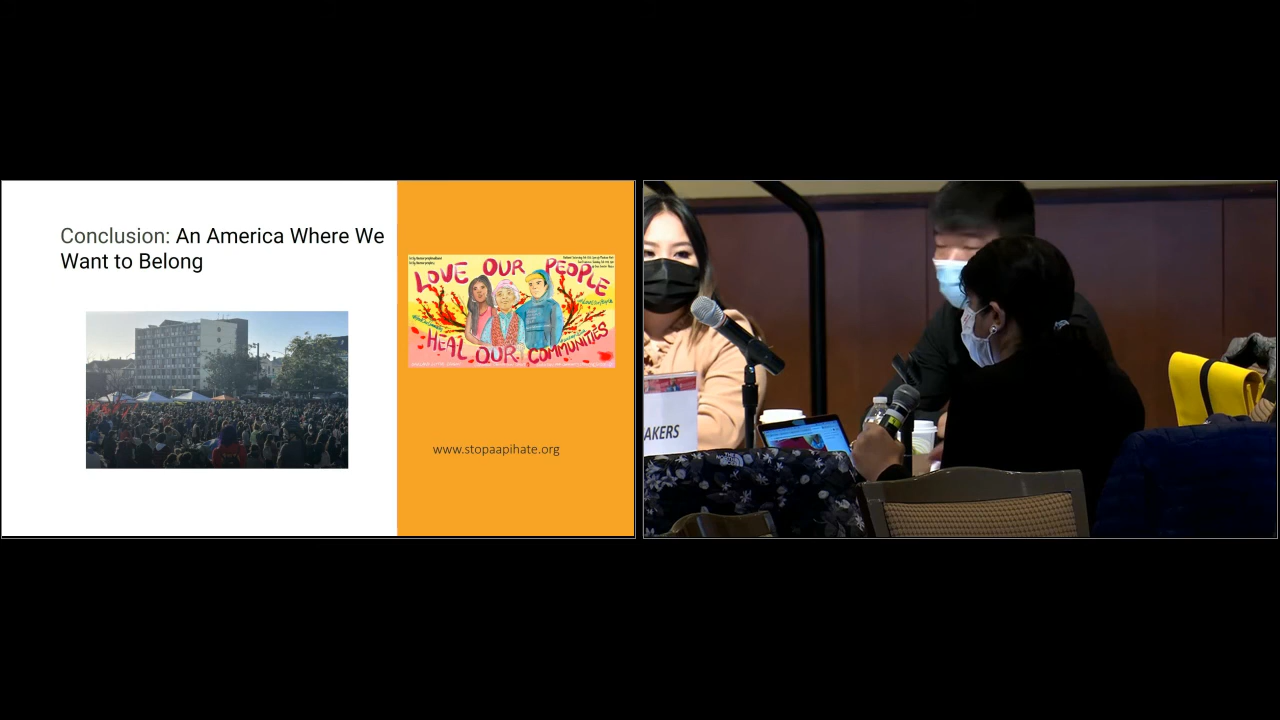 Conclusion: An America Where We
Want to Belong
LOVE OUR PEOPLE
HEAL OUR COMMUNITIES
www.stopaapihate.org
AKERS